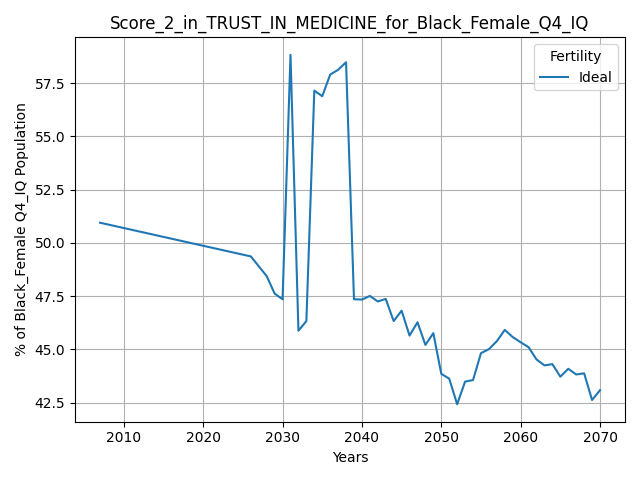 Score_2_in_TRUST_IN_MEDICINE_for_Black_Female_Q4_IQ
Fertility
Ideal
% of Black_Female Q4_IQ Population
57.5
55.0
52.5
50.0
47.5
45.0
42.5
2010 2020 2030 2040 2050 2060 2070
Years